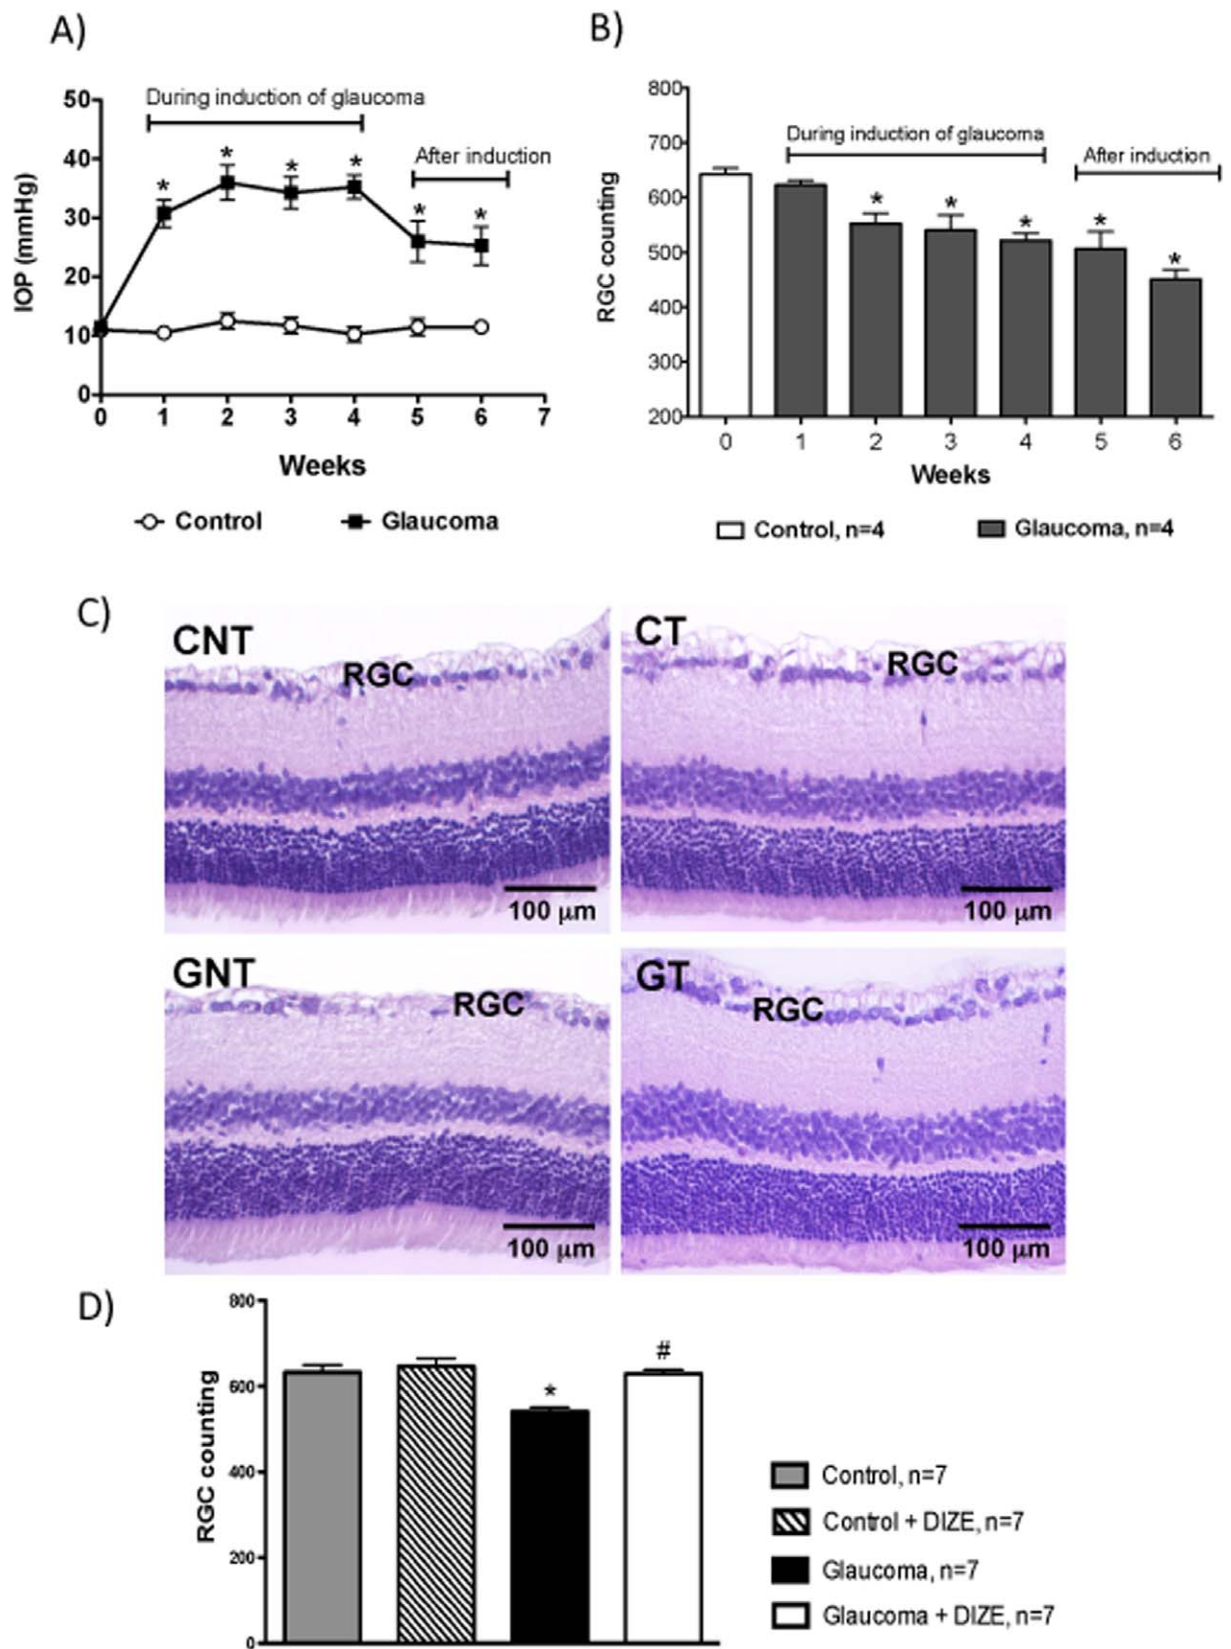 A)
50
40
30
20
10
0
IOP (mmHg)
During induction of glaucoma
After induction
* * * * * *
0 1 2 3 4 5 6 7
Weeks
Control Glaucoma
B)
800
700
600
500
400
300
200
RGC counting
During induction of glaucoma
After induction
* * * * *
0 1 2 3 4 5 6
Weeks
Control, n=4 Glaucoma, n=4
C)
CNT
RGC
100 μm
CT
RGC
100 μm
GNT
RGC
100 μm
GT
RGC
100 μm
D)
800
600
400
200
0
RGC counting
*
#
Control, n=7
Control + DIZE, n=7
Glaucoma, n=7
Glaucoma + DIZE, n=7